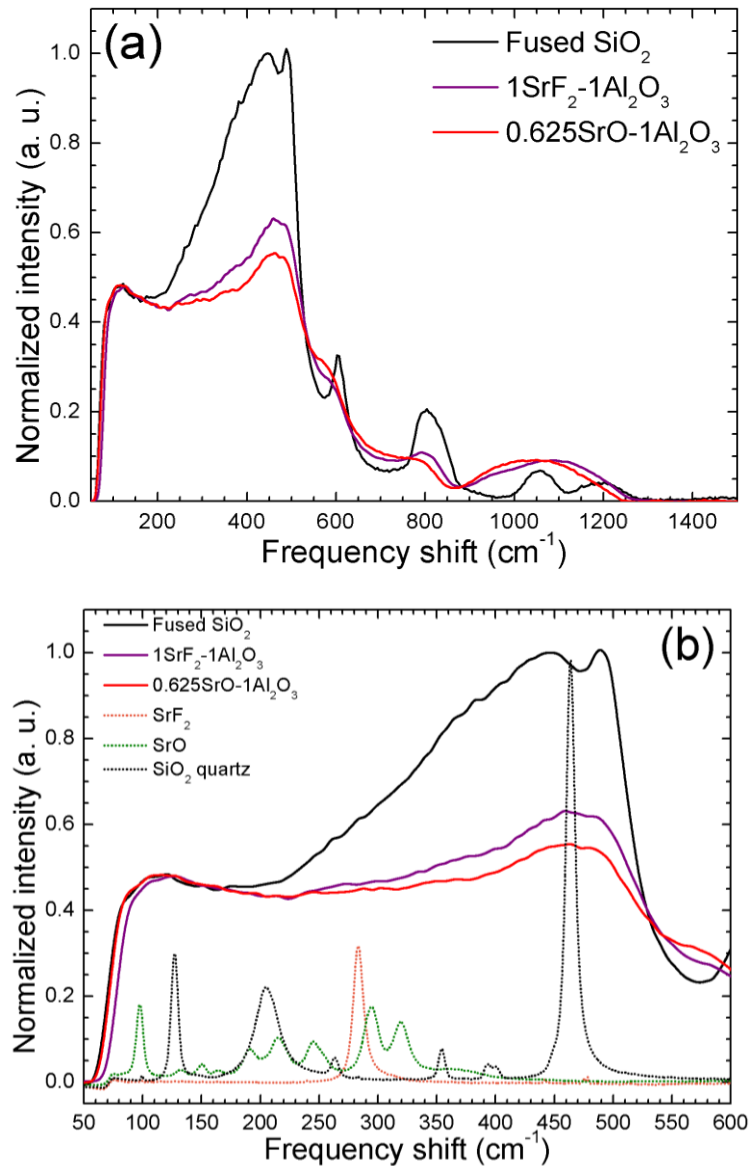 (a)
Fused SiO₂
1SrF₂-1Al₂O₃
0.625SrO-1Al₂O₃
Normalized intensity (a. u.)
1.0
0.8
0.6
0.4
0.2
0.0
200 400 600 800 1000 1200 1400
Frequency shift (cm⁻¹)
(b)
Fused SiO₂
1SrF₂-1Al₂O₃
0.625SrO-1Al₂O₃
SrF₂
SrO
SiO₂ quartz
Normalized intensity (a. u.)
1.0
0.8
0.6
0.4
0.2
0.0
50 100 150 200 250 300 350 400 450 500 550 600
Frequency shift (cm⁻¹)